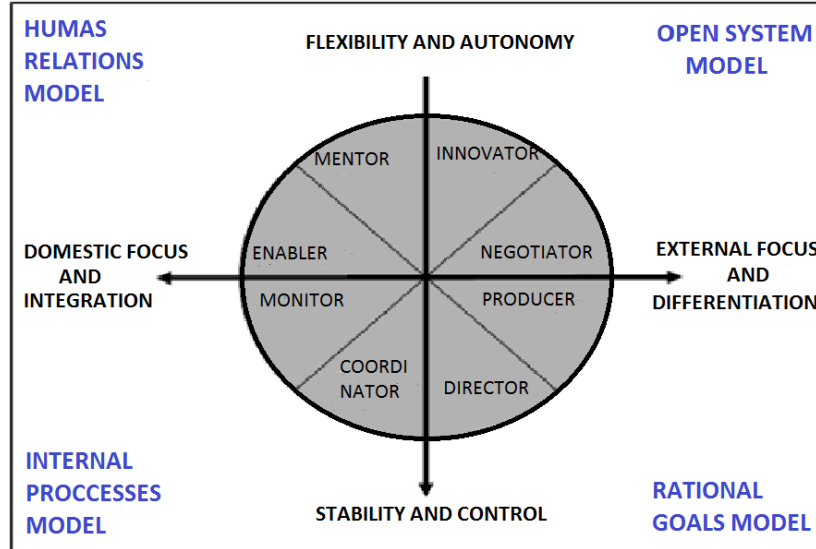 HUMAS
RELATIONS
MODEL
FLEXIBILITY AND AUTONOMY
OPEN SYSTEM
MODEL
MENTOR
INNOVATOR
DOMESTIC FOCUS
AND
INTEGRATION
ENABLER
NEGOTIATOR
EXTERNAL FOCUS
AND
DIFFERENTIATION
MONITOR
PRODUCER
COORDI
NATOR
DIRECTOR
INTERNAL
PROCCESSES
MODEL
STABILITY AND CONTROL
RATIONAL
GOALS MODEL